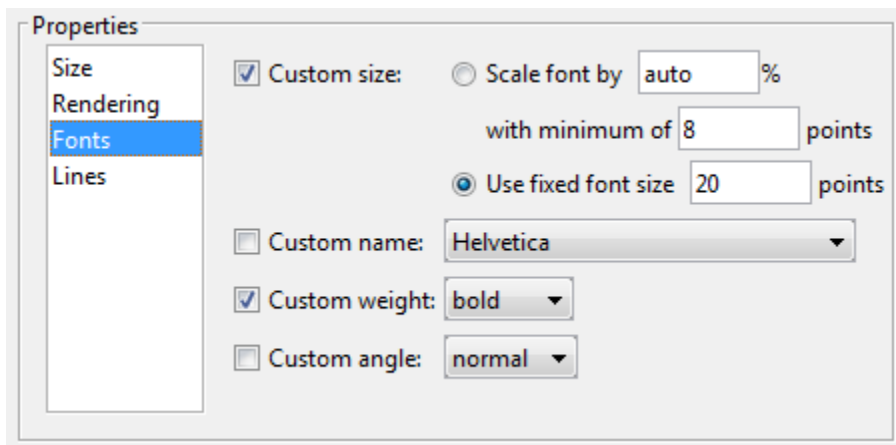 Properties
Size
Rendering
Fonts
Lines
Custom size: Scale font by auto %
with minimum of 8 points
Use fixed font size 20 points
Custom name: Helvetica
Custom weight: bold
Custom angle: normal